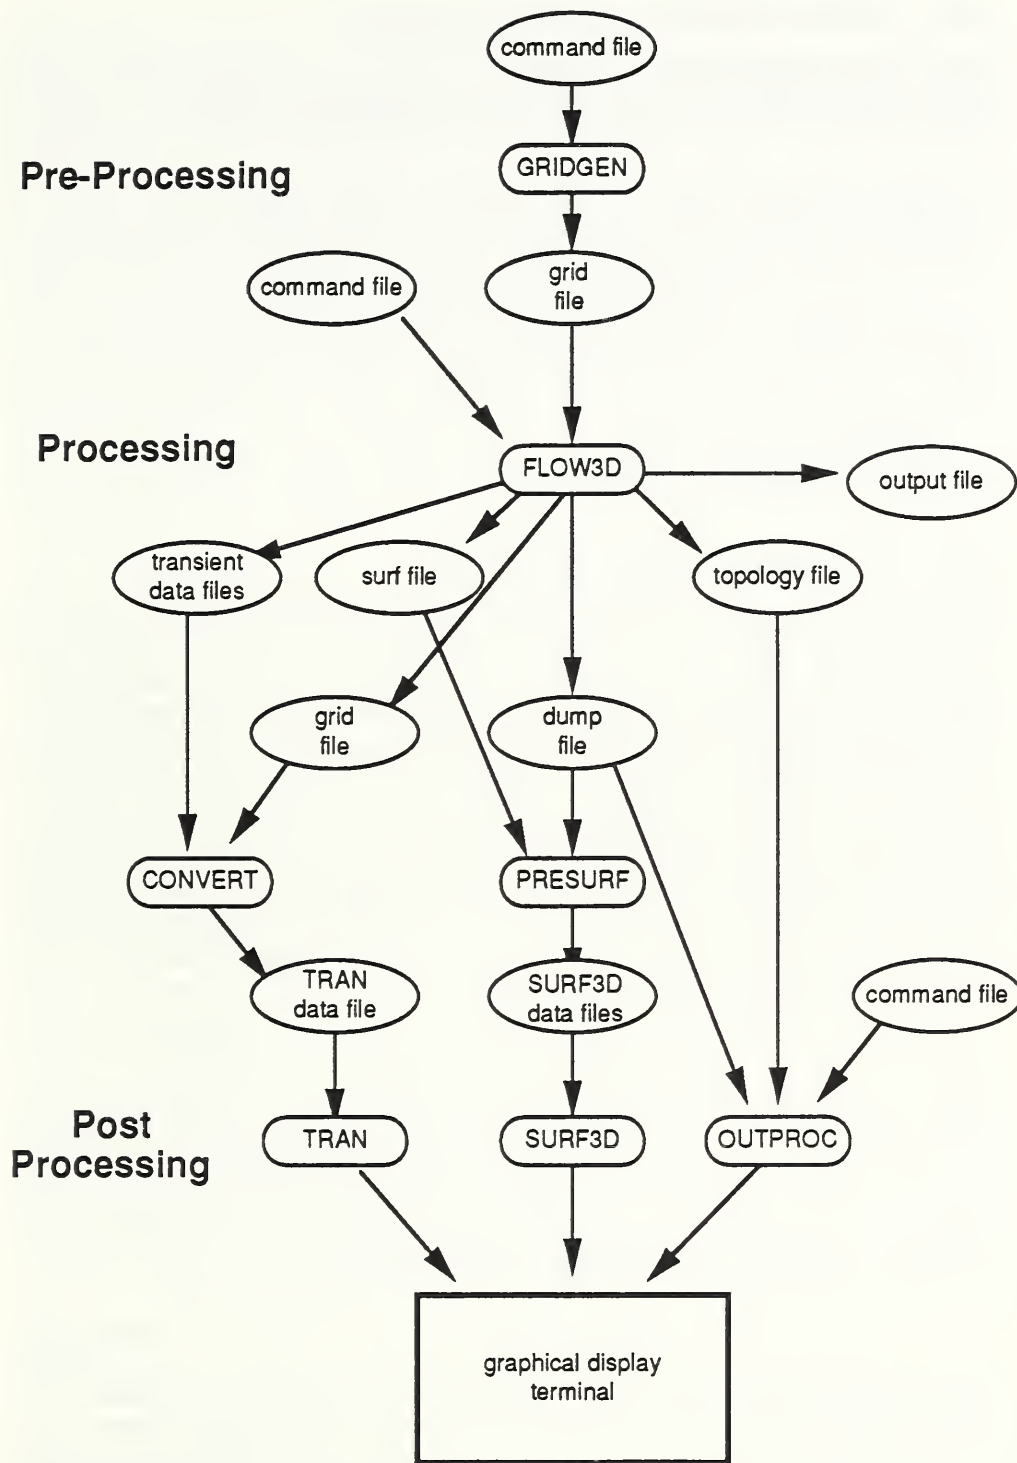 command file
Pre-Processing
GRIDGEN
command file
grid
file
Processing
FLOW3D
output file
transient
data files
surf file
topology file
grid
file
dump
file
CONVERT
PRESURF
TRAN
data file
SURF3D
data files
command file
Post
Processing
TRAN
SURF3D
OUTPROC
graphical display
terminal